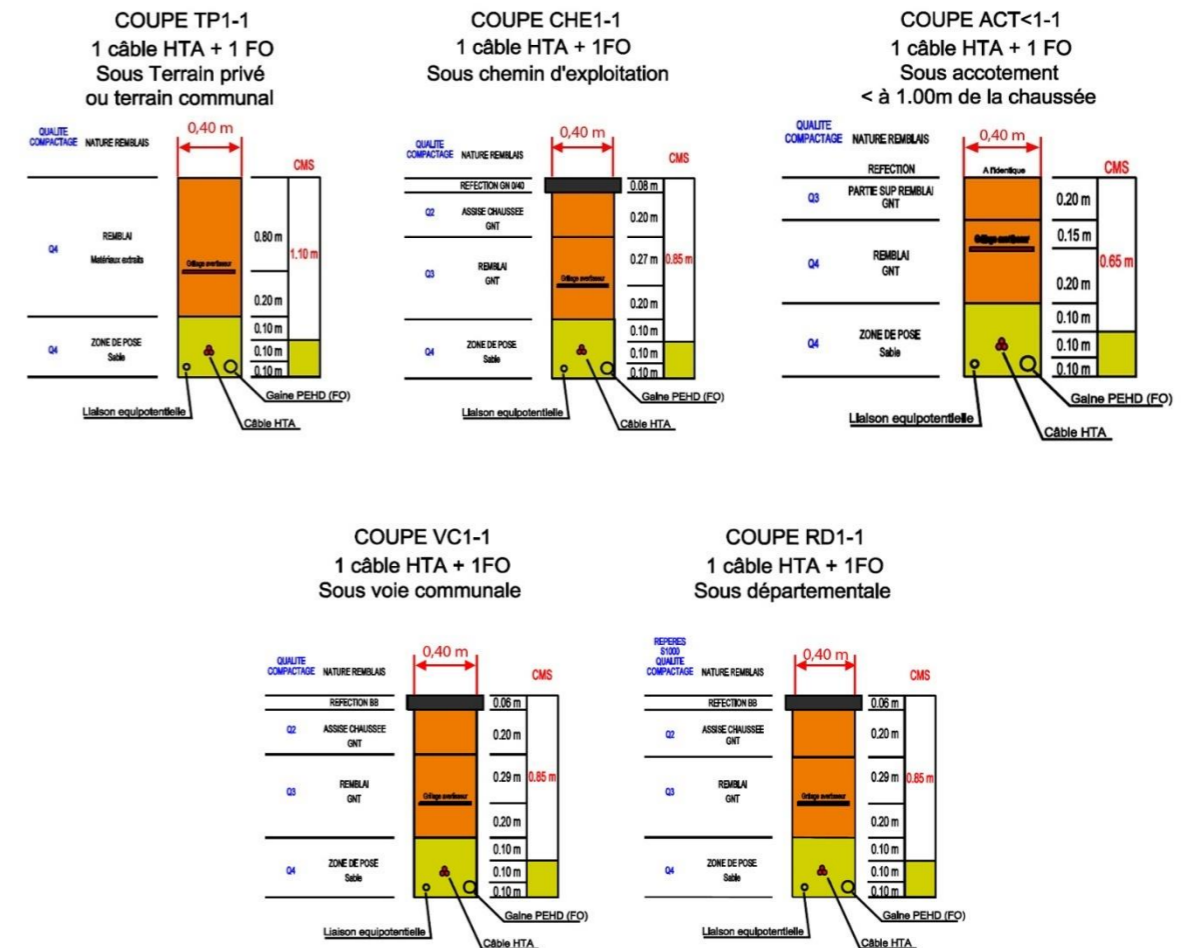 COUPE TP1-1
1 câble HTA + 1 FO
Sous Terrain privé
ou terrain communal
QUALITE
COMPACTAGE NATURE REMBLAIS
0,40 m
CMS
Q4
REMBLAI
Matériaux extraits
Grillage avertisseur
0.80 m
1.10 m
0.20 m
Q4
ZONE DE POSE
Sable
0.10 m
0.10 m
0.10 m
Gaine PEHD (FO)
Liaison equipotentielle
Câble HTA
COUPE CHE1-1
1 câble HTA + 1FO
Sous chemin d'exploitation
QUALITE
COMPACTAGE NATURE REMBLAIS
0,40 m
CMS
REFECTION GN 0/40
0.08 m
Q2
ASSISE CHAUSSEE
GNT
0.20 m
Q3
REMBLAI
GNT
Grillage avertisseur
0.27 m
0.85 m
0.20 m
Q4
ZONE DE POSE
Sable
0.10 m
0.10 m
0.10 m
Gaine PEHD (FO)
Liaison equipotentielle
Câble HTA
COUPE ACT<1-1
1 câble HTA + 1 FO
Sous accotement
< à 1.00m de la chaussée
QUALITE
COMPACTAGE NATURE REMBLAIS
0,40 m
CMS
REFECTION
A l'identique
Q3
PARTIE SUP REMBLAI
GNT
0.20 m
Grillage avertisseur
0.15 m
Q4
REMBLAI
GNT
0.65 m
0.20 m
Q4
ZONE DE POSE
Sable
0.10 m
0.10 m
0.10 m
Gaine PEHD (FO)
Liaison equipotentielle
Câble HTA
COUPE VC1-1
1 câble HTA + 1FO
Sous voie communale
QUALITE
COMPACTAGE NATURE REMBLAIS
0,40 m
CMS
REFECTION BB
0.06 m
Q2
ASSISE CHAUSSEE
GNT
0.20 m
Q3
REMBLAI
GNT
Grillage avertisseur
0.29 m
0.85 m
0.20 m
Q4
ZONE DE POSE
Sable
0.10 m
0.10 m
0.10 m
Gaine PEHD (FO)
Liaison equipotentielle
Câble HTA
COUPE RD1-1
1 câble HTA + 1FO
Sous départementale
REPERES
S1000
QUALITE
COMPACTAGE NATURE REMBLAIS
0,40 m
CMS
REFECTION BB
0.06 m
Q2
ASSISE CHAUSSEE
GNT
0.20 m
Q3
REMBLAI
GNT
Grillage avertisseur
0.29 m
0.85 m
0.20 m
Q4
ZONE DE POSE
Sable
0.10 m
0.10 m
0.10 m
Gaine PEHD (FO)
Liaison equipotentielle
Câble HTA